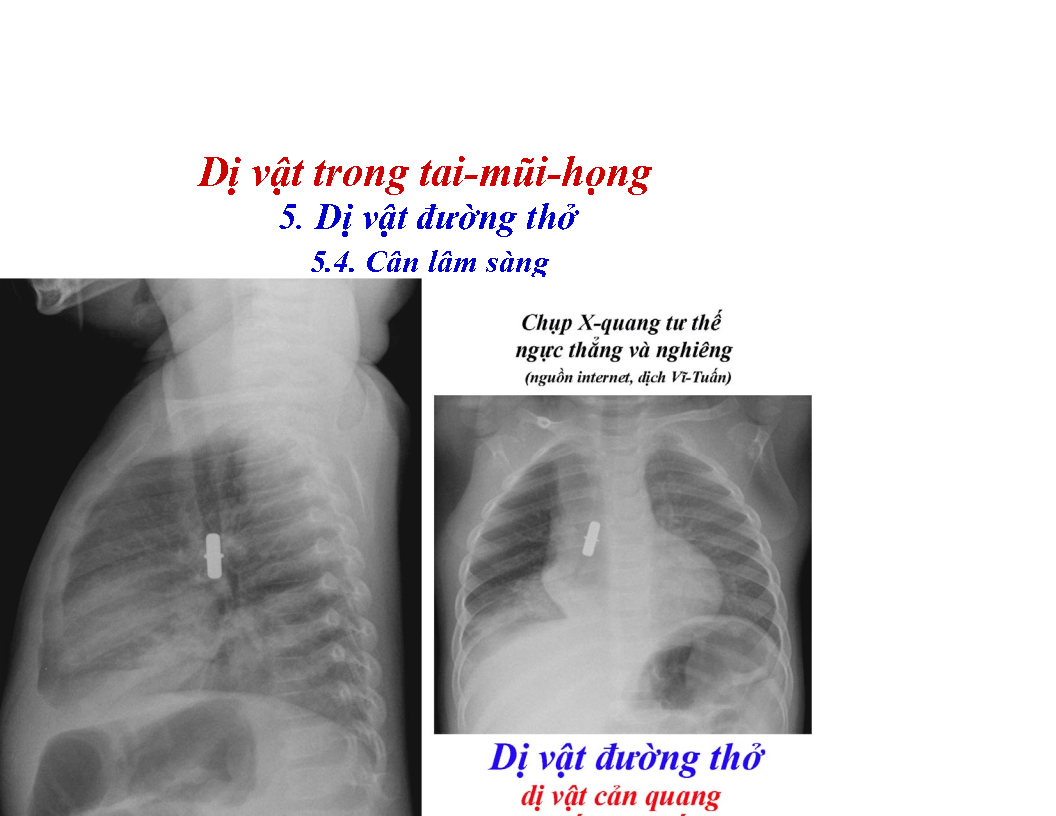 Dị vật trong tai-mũi-họng
5. Dị vật đường thở
5.4. Cân lâm sàng
Chụp X-quang tư thế
ngực thẳng và nghiêng
(nguồn internet, dịch Vĩ-Tuấn)
Dị vật đường thở
dị vật cản quang